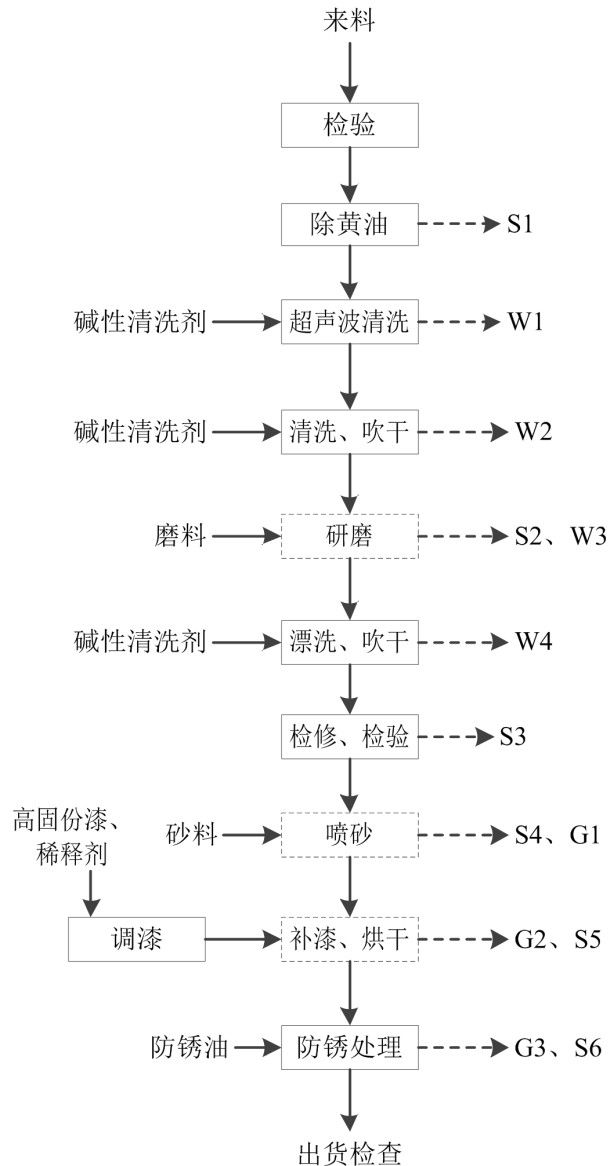 来料
检验
除黄油
S1
碱性清洗剂
超声波清洗
W1
碱性清洗剂
清洗、吹干
W2
磨料
研磨
S2、W3
碱性清洗剂
漂洗、吹干
W4
检修、检验
S3
高固份漆、
稀释剂
砂料
喷砂
S4、G1
调漆
补漆、烘干
G2、S5
防锈油
防锈处理
G3、S6
出货检查